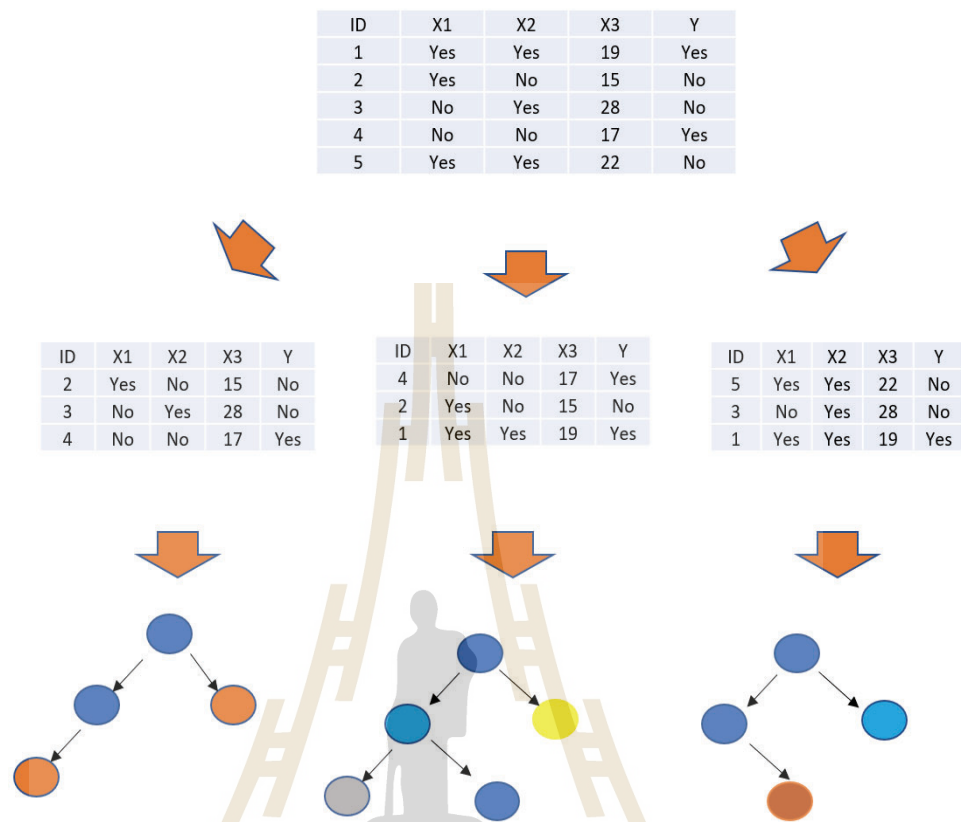 ID X1 X2 X3 Y
1 Yes Yes 19 Yes
2 Yes No 15 No
3 No Yes 28 No
4 No No 17 Yes
5 Yes Yes 22 No
ID X1 X2 X3 Y
2 Yes No 15 No
3 No Yes 28 No
4 No No 17 Yes
ID X1 X2 X3 Y
4 No No 17 Yes
2 Yes No 15 No
1 Yes Yes 19 Yes
ID X1 X2 X3 Y
5 Yes Yes 22 No
3 No Yes 28 No
1 Yes Yes 19 Yes